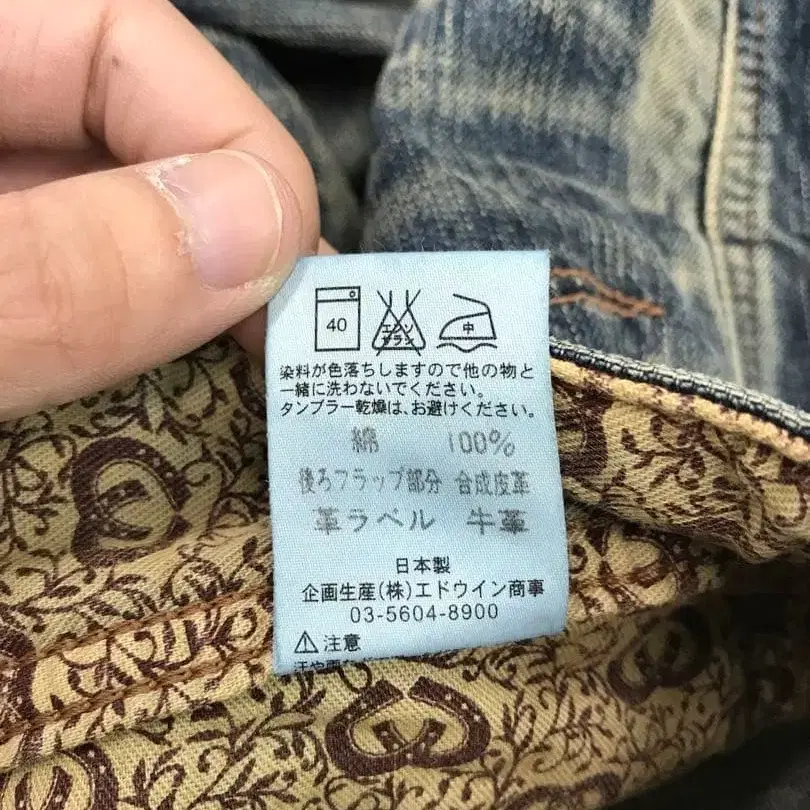 40
エンソ
サラシ
中
染料が色落ちしますので他の物と
一緒に洗わないでください。
タンブラー乾燥は、お避けください。
綿 100%
後ろフラップ部分 合成皮革
革ラベル 牛革
日本製
企画生産(株)エドウイン商事
03-5604-8900
⚠注意